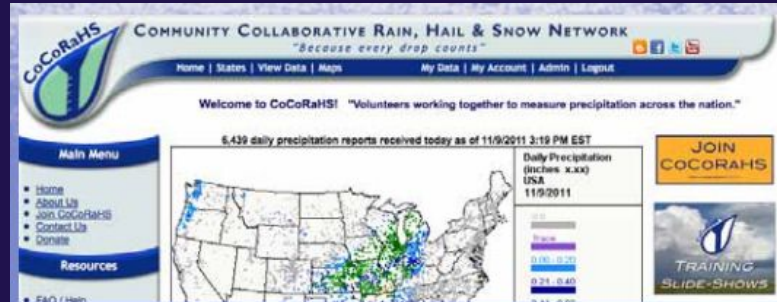 CoCoRaHS
COMMUNITY COLLABORATIVE RAIN, HAIL & SNOW NETWORK
"Because every drop counts"
Home | States | View Data | Maps
My Data | My Account | Admin | Logout
Welcome to CoCoRaHS! "Volunteers working together to measure precipitation across the nation."
6,439 daily precipitation reports received today as of 11/9/2011 3:19 PM EST
Main Menu
Home
About Us
Join CoCoRaHS
Contact Us
Donate
Resources
FAQ / Help
Daily Precipitation
(inches x.xx)
USA
11/9/2011
0.0
Trace
0.21 - 0.40
JOIN
COCORAHS
TRAINING
SLIDE-SHOWS